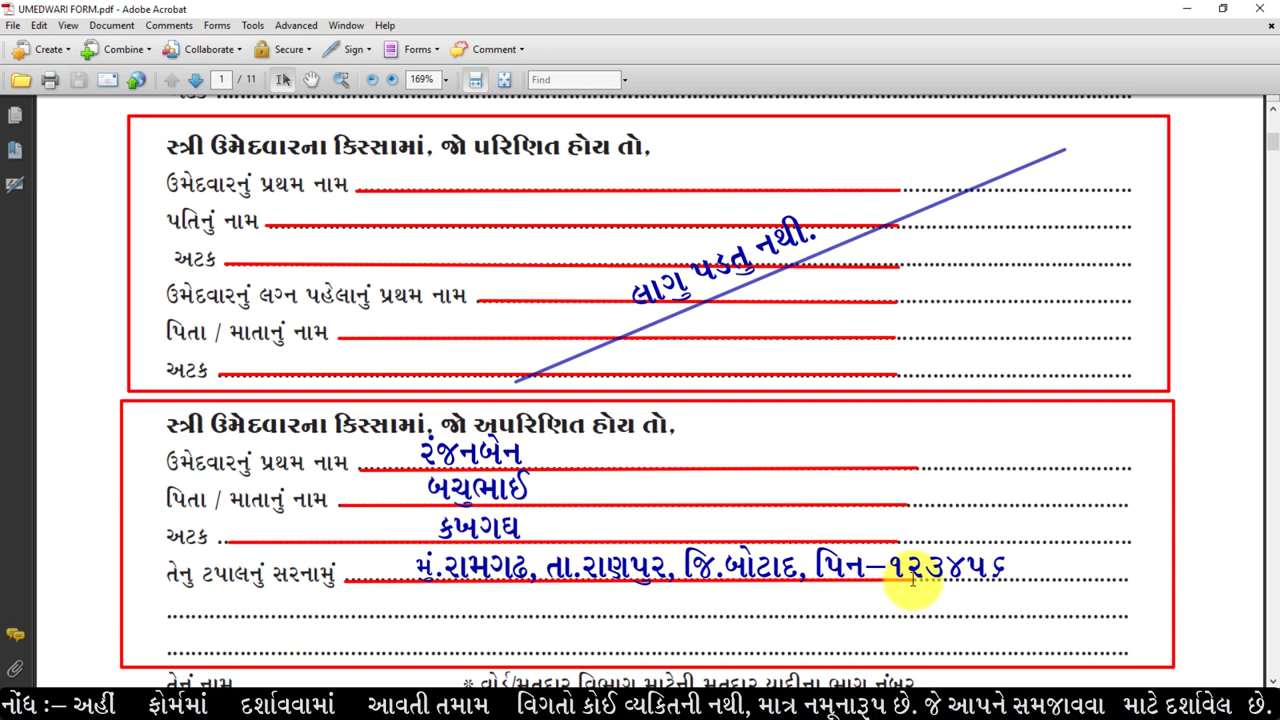 UMEDWARI FORM.pdf - Adobe Acrobat
File Edit View Document Comments Forms Tools Advanced Window Help
Create Combine Collaborate Secure Sign Forms Comment
1 / 11 169% Find
સ્ત્રી ઉમેદવારના કિસ્સામાં, જો પરિણિત હોય તો,
ઉમેદવારનું પ્રથમ નામ
પતિનું નામ
અટક
લાગુ પડતુ નથી.
ઉમેદવારનું લગ્ન પહેલાનું પ્રથમ નામ
પિતા / માતાનું નામ
અટક
સ્ત્રી ઉમેદવારના કિસ્સામાં, જો અપરિણિત હોય તો,
ઉમેદવારનું પ્રથમ નામ રંજનબેન
પિતા / માતાનું નામ બચુભાઈ
અટક કખગઘ
તેનુ ટપાલનું સરનામું મું.રામગઢ, તા.રાણપુર, જિ.બોટાદ, પિન-૧૨૩૪૫૬
તેનું નામ * વોર્ડ/મતદાર વિભાગ માટેની મતદાર યાદીના ભાગ નંબર
નોંધ :– અહીં ફોર્મમાં દર્શાવવામાં આવતી તમામ વિગતો કોઈ વ્યકિતની નથી, માત્ર નમૂનારૂપ છે. જે આપને સમજાવવા માટે દર્શાવેલ છે.